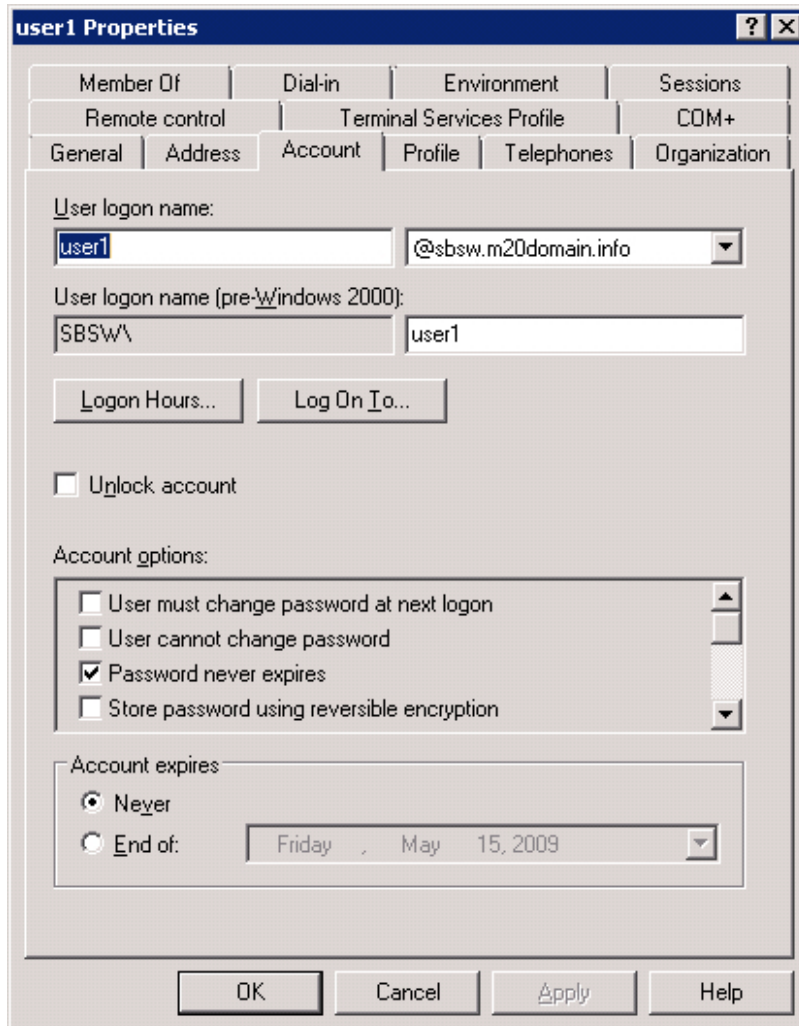 user1 Properties
Member Of Dial-in Environment Sessions
Remote control Terminal Services Profile COM+
General Address Account Profile Telephones Organization
User logon name:
user1 @sbsw.m20domain.info
User logon name (pre-Windows 2000):
SBSW\ user1
Logon Hours... Log On To...
Unlock account
Account options:
User must change password at next logon
User cannot change password
Password never expires
Store password using reversible encryption
Account expires
Never
End of: Friday , May 15, 2009
OK Cancel Apply Help